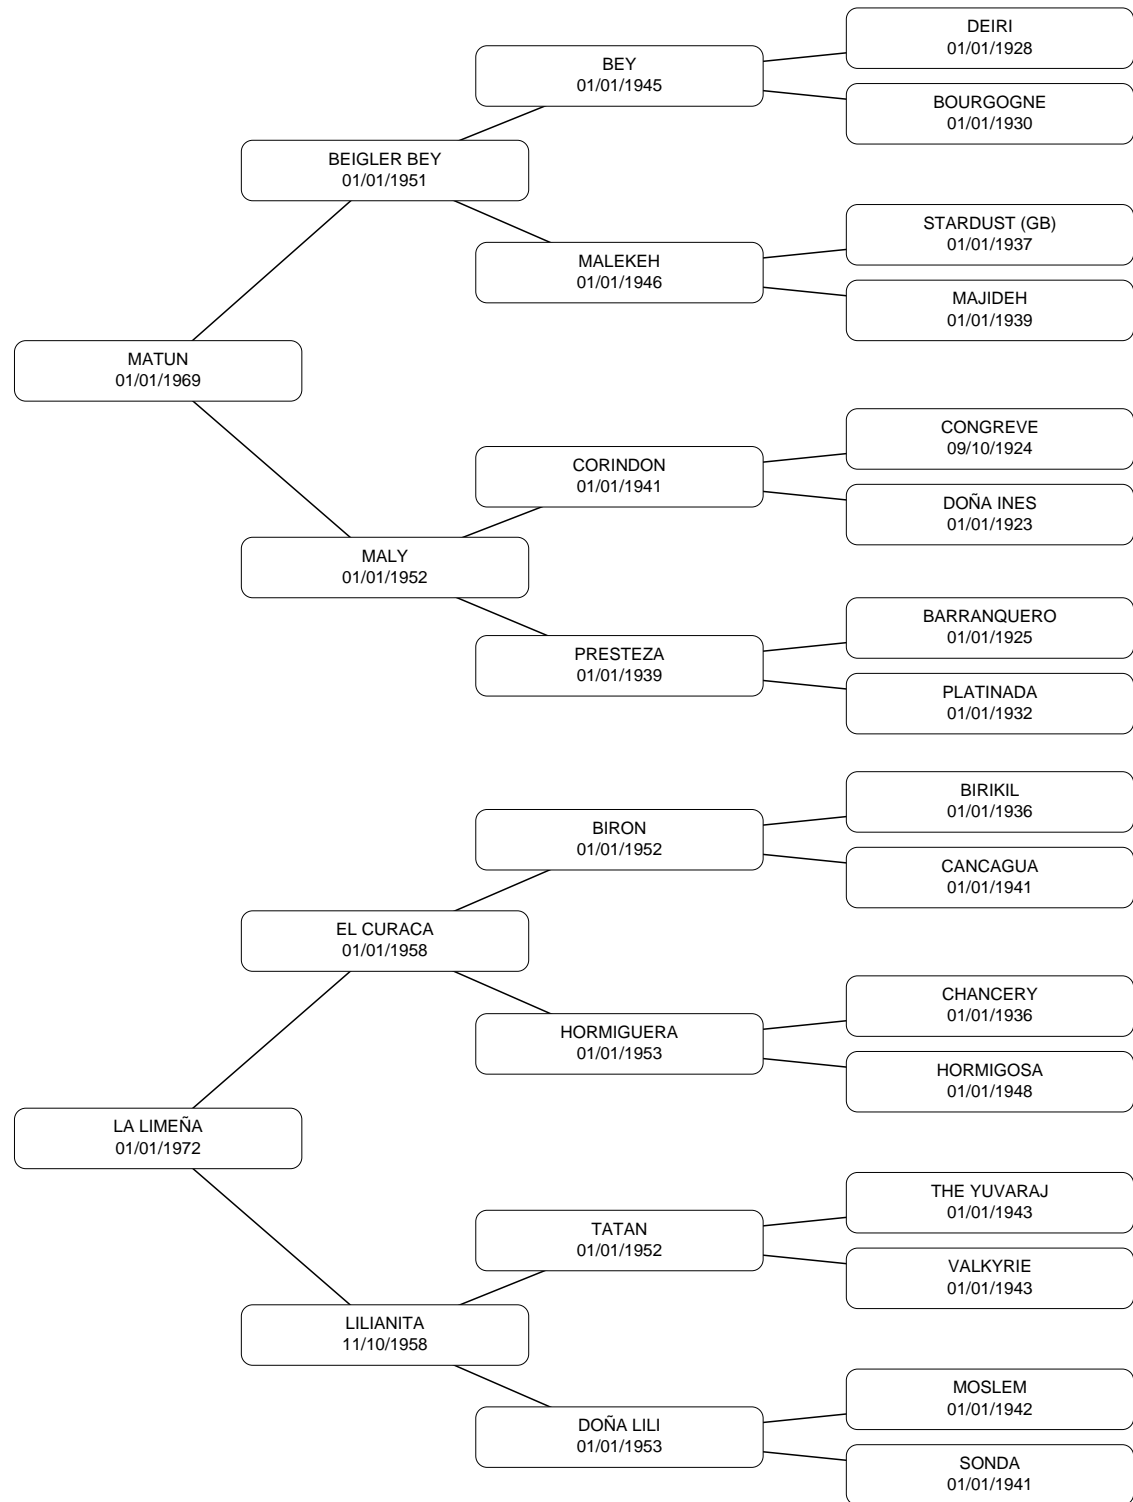 DEIRI
01/01/1928
BEY
01/01/1945
BOURGOGNE
01/01/1930
BEIGLER BEY
01/01/1951
STARDUST (GB)
01/01/1937
MALEKEH
01/01/1946
MAJIDEH
01/01/1939
MATUN
01/01/1969
CONGREVE
09/10/1924
CORINDON
01/01/1941
DOÑA INES
01/01/1923
MALY
01/01/1952
BARRANQUERO
01/01/1925
PRESTEZA
01/01/1939
PLATINADA
01/01/1932
BIRIKIL
01/01/1936
BIRON
01/01/1952
CANCAGUA
01/01/1941
EL CURACA
01/01/1958
CHANCERY
01/01/1936
HORMIGUERA
01/01/1953
HORMIGOSA
01/01/1948
LA LIMEÑA
01/01/1972
THE YUVARAJ
01/01/1943
TATAN
01/01/1952
VALKYRIE
01/01/1943
LILIANITA
11/10/1958
MOSLEM
01/01/1942
DOÑA LILI
01/01/1953
SONDA
01/01/1941